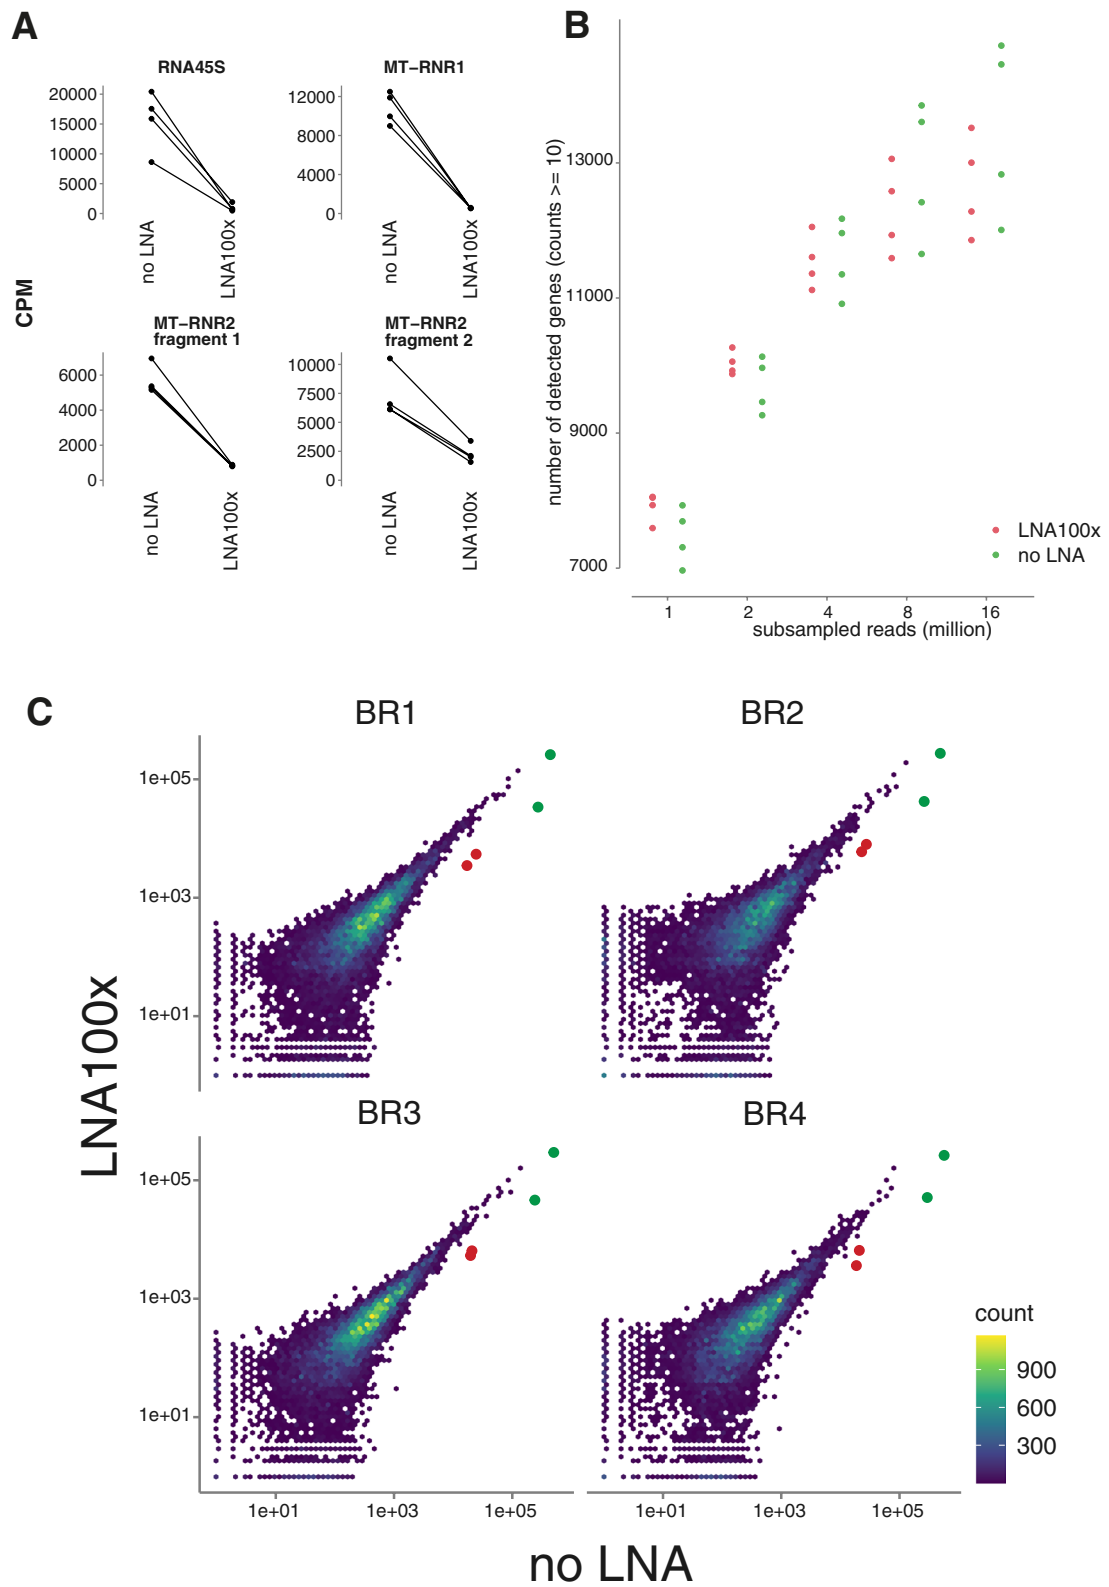 A
RNA45S
20000
15000
10000
5000
0
no LNA
LNA100x
MT−RNR1
12000
8000
4000
0
no LNA
LNA100x
CPM
MT−RNR2
fragment 1
6000
4000
2000
0
no LNA
LNA100x
MT−RNR2
fragment 2
10000
7500
5000
2500
0
no LNA
LNA100x
B
number of detected genes (counts >= 10)
13000
11000
9000
7000
LNA100x
no LNA
1
2
4
8
16
subsampled reads (million)
C
BR1
BR2
1e+05
1e+03
1e+01
LNA100x
BR3
BR4
1e+05
1e+03
1e+01
1e+01
1e+03
1e+05
1e+01
1e+03
1e+05
no LNA
count
900
600
300